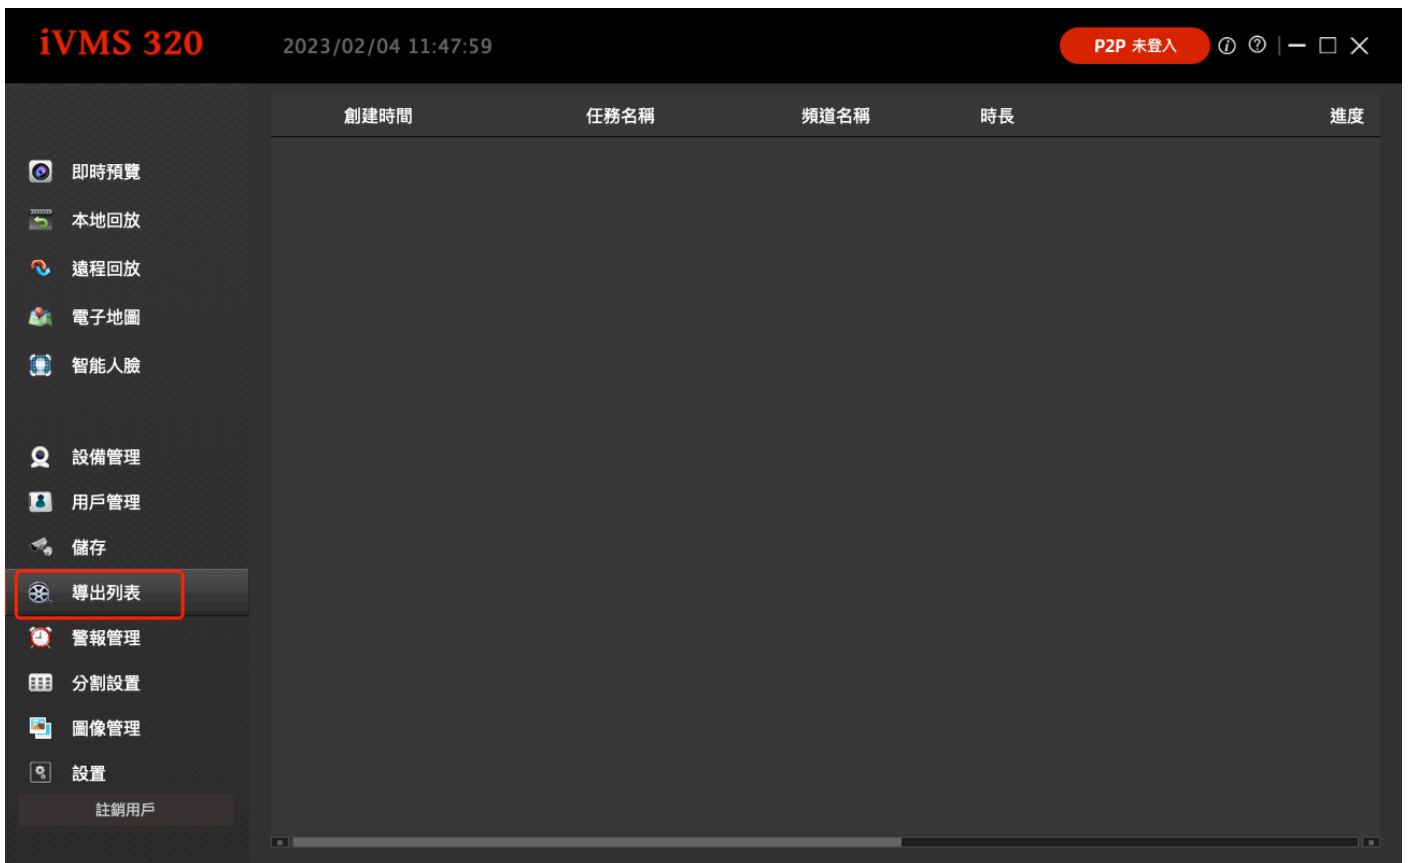 iVMS 320
2023/02/04 11:47:59
P2P 未登入
創建時間 任務名稱 頻道名稱 時長 進度
即時預覽
本地回放
遠程回放
電子地圖
智能人臉
設備管理
用戶管理
儲存
導出列表
警報管理
分割設置
圖像管理
設置
註銷用戶